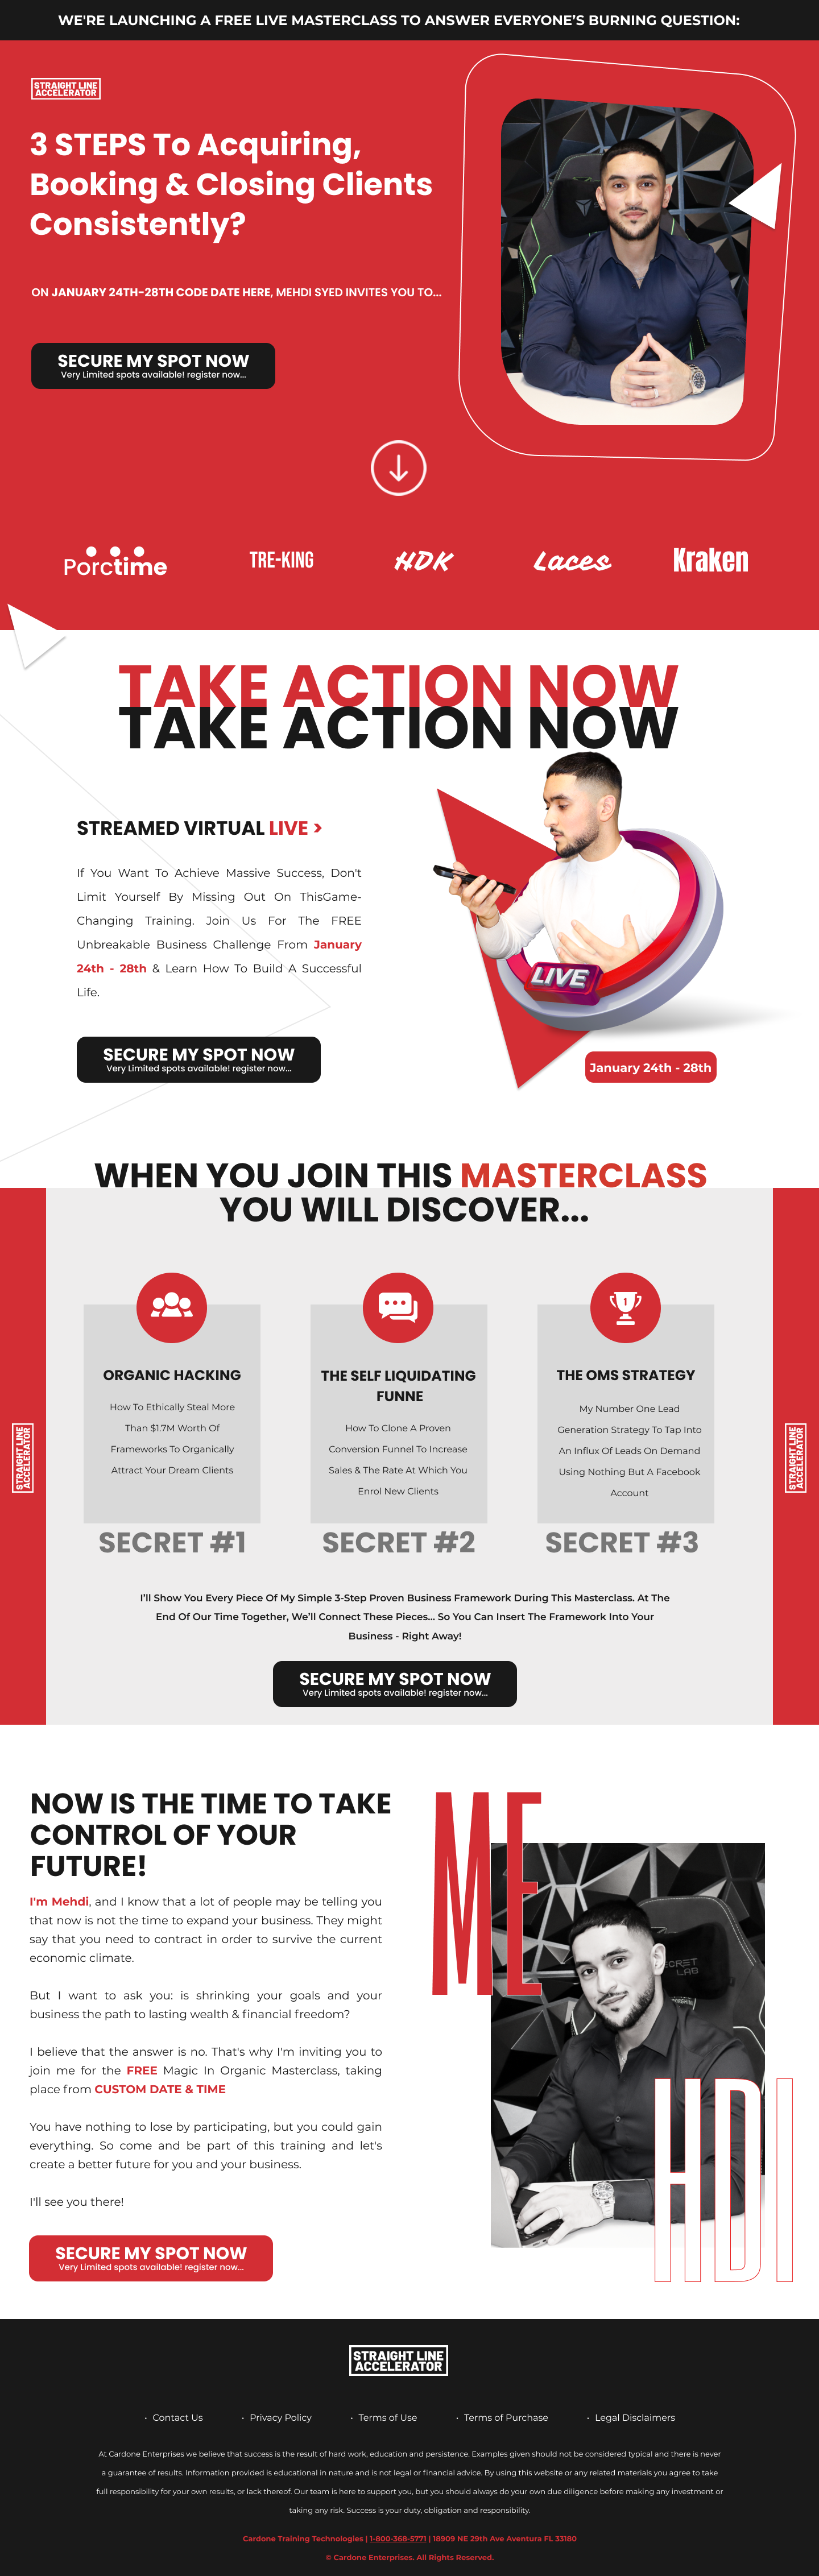 WE'RE LAUNCHING A FREE LIVE MASTERCLASS TO ANSWER EVERYONE'S BURNING QUESTION:
STRAIGHT LINE
ACCELERATOR
3 STEPS To Acquiring,
Booking & Closing Clients
Consistently?
ON JANUARY 24TH-28TH CODE DATE HERE, MEHDI SYED INVITES YOU TO...
SECURE MY SPOT NOW
Very Limited spots available! register now...
Porctime
TRE-KING
HDK
Laces
Kraken
TAKE ACTION NOW
TAKE ACTION NOW
STREAMED VIRTUAL LIVE >
If You Want To Achieve Massive Success, Don't
Limit Yourself By Missing Out On ThisGame-
Changing Training. Join Us For The FREE
Unbreakable Business Challenge From January
24th - 28th & Learn How To Build A Successful
Life.
LIVE
SECURE MY SPOT NOW
Very Limited spots available! register now...
January 24th - 28th
WHEN YOU JOIN THIS MASTERCLASS
YOU WILL DISCOVER...
1
ORGANIC HACKING
How To Ethically Steal More
Than $1.7M Worth Of
Frameworks To Organically
Attract Your Dream Clients
SECRET #1
THE SELF LIQUIDATING
FUNNE
How To Clone A Proven
Conversion Funnel To Increase
Sales & The Rate At Which You
Enrol New Clients
SECRET #2
THE OMS STRATEGY
My Number One Lead
Generation Strategy To Tap Into
An Influx Of Leads On Demand
Using Nothing But A Facebook
Account
SECRET #3
STRAIGHT LINE
ACCELERATOR
STRAIGHT LINE
ACCELERATOR
I'll Show You Every Piece Of My Simple 3-Step Proven Business Framework During This Masterclass. At The
End Of Our Time Together, We'll Connect These Pieces... So You Can Insert The Framework Into Your
Business - Right Away!
SECURE MY SPOT NOW
Very Limited spots available! register now...
NOW IS THE TIME TO TAKE
CONTROL OF YOUR
FUTURE!
I'm Mehdi, and I know that a lot of people may be telling you
that now is not the time to expand your business. They might
say that you need to contract in order to survive the current
economic climate.
But I want to ask you: is shrinking your goals and your
business the path to lasting wealth & financial freedom?
I believe that the answer is no. That's why I'm inviting you to
join me for the FREE Magic In Organic Masterclass, taking
place from CUSTOM DATE & TIME
You have nothing to lose by participating, but you could gain
everything. So come and be part of this training and let's
create a better future for you and your business.
I'll see you there!
SECURE MY SPOT NOW
Very Limited spots available! register now...
ME
HDI
STRAIGHT LINE
ACCELERATOR
• Contact Us • Privacy Policy • Terms of Use • Terms of Purchase • Legal Disclaimers
At Cardone Enterprises we believe that success is the result of hard work, education and persistence. Examples given should not be considered typical and there is never
a guarantee of results. Information provided is educational in nature and is not legal or financial advice. By using this website or any related materials you agree to take
full responsibility for your own results, or lack thereof. Our team is here to support you, but you should always do your own due diligence before making any investment or
taking any risk. Success is your duty, obligation and responsibility.
Cardone Training Technologies | 1-800-368-5771 | 18909 NE 29th Ave Aventura FL 33180
© Cardone Enterprises. All Rights Reserved.